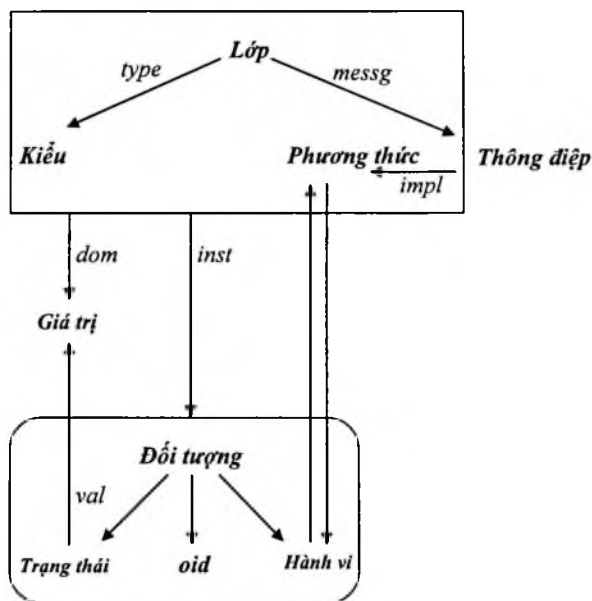 Lớp
type
messg
Kiểu
Phương thức
Thông điệp
impl
dom
inst
Giá trị
Đối tượng
val
Trạng thái
oid
Hành vi